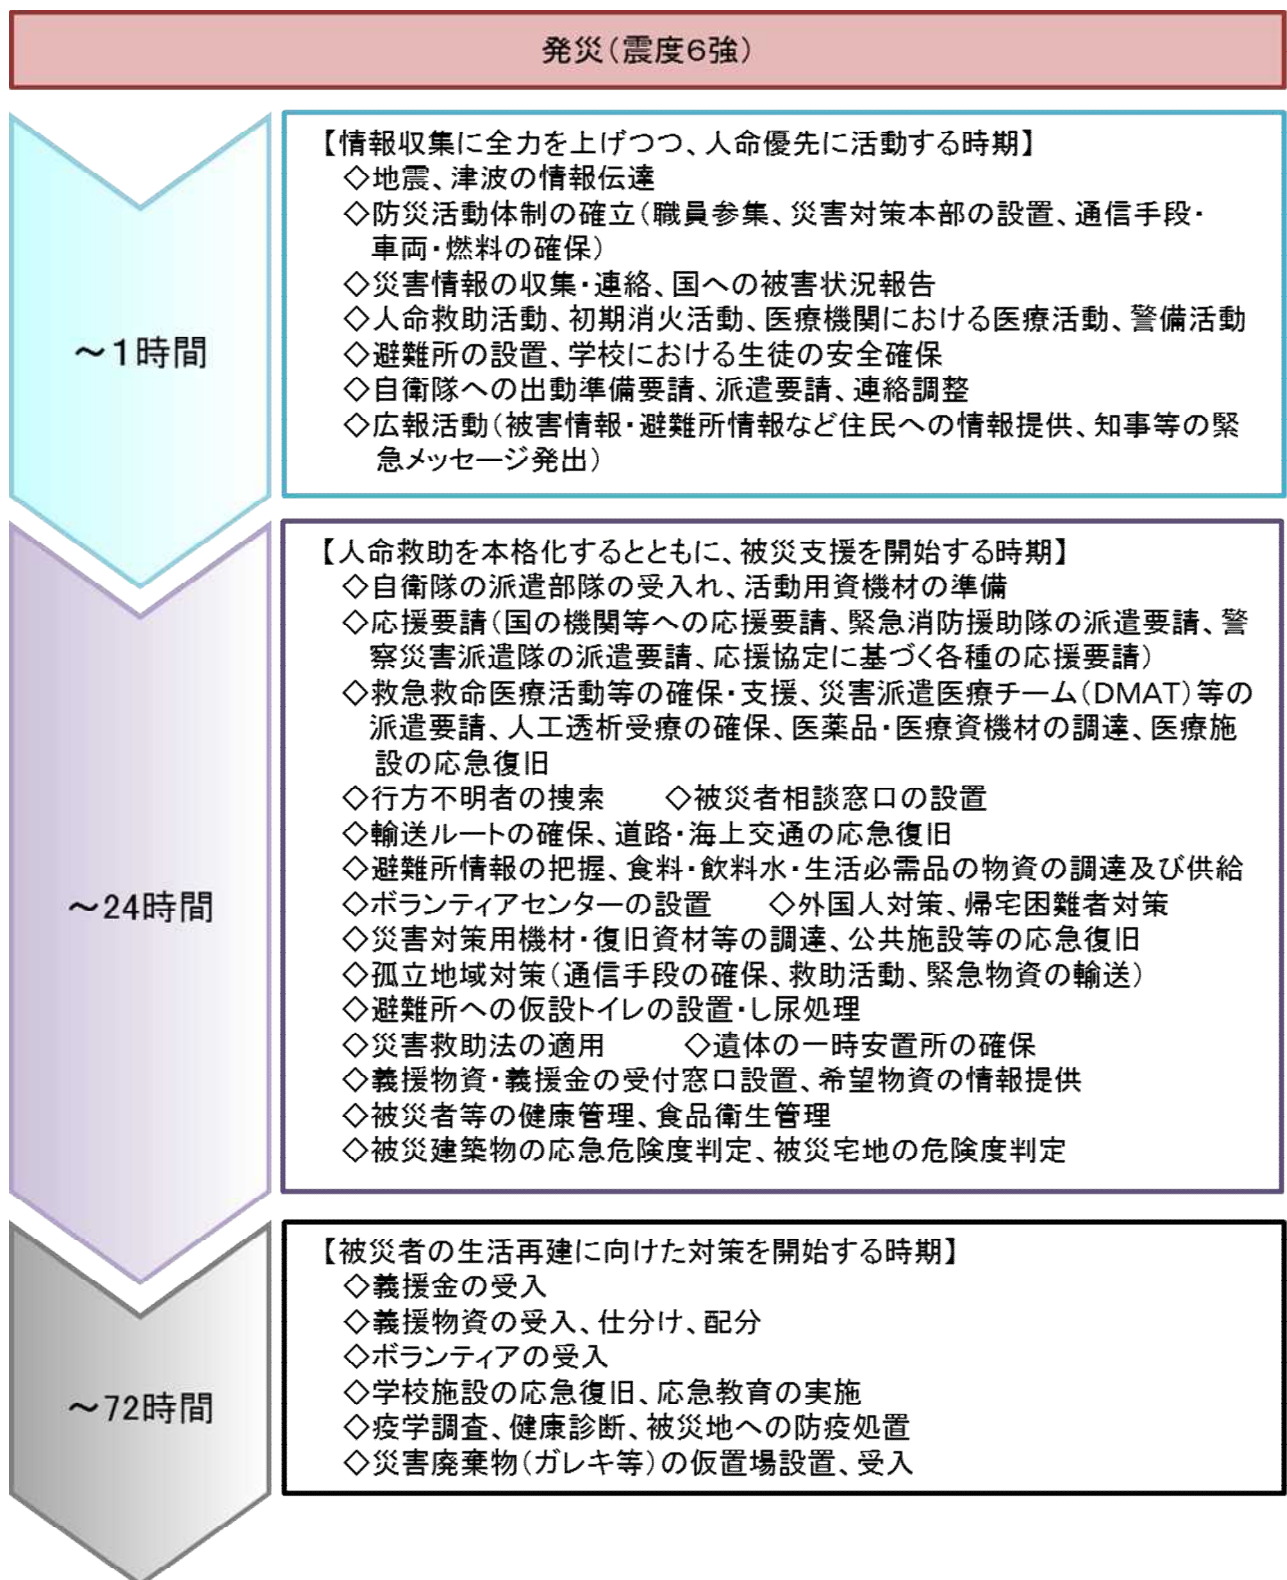 発災（震度6強）
～1時間
【情報収集に全力を上げつつ、人命優先に活動する時期】
◇地震、津波の情報伝達
◇防災活動体制の確立（職員参集、災害対策本部の設置、通信手段・
車両・燃料の確保）
◇災害情報の収集・連絡、国への被害状況報告
◇人命救助活動、初期消火活動、医療機関における医療活動、警備活動
◇避難所の設置、学校における生徒の安全確保
◇自衛隊への出動準備要請、派遣要請、連絡調整
◇広報活動（被害情報・避難所情報など住民への情報提供、知事等の緊
急メッセージ発出）
～24時間
【人命救助を本格化するとともに、被災支援を開始する時期】
◇自衛隊の派遣部隊の受入れ、活動用資機材の準備
◇応援要請（国の機関等への応援要請、緊急消防援助隊の派遣要請、警
察災害派遣隊の派遣要請、応援協定に基づく各種の応援要請）
◇救急救命医療活動等の確保・支援、災害派遣医療チーム（DMAT）等の
派遣要請、人工透析受療の確保、医薬品・医療資機材の調達、医療施
設の応急復旧
◇行方不明者の捜索　◇被災者相談窓口の設置
◇輸送ルートの確保、道路・海上交通の応急復旧
◇避難所情報の把握、食料・飲料水・生活必需品の物資の調達及び供給
◇ボランティアセンターの設置　◇外国人対策、帰宅困難者対策
◇災害対策用機材・復旧資材等の調達、公共施設等の応急復旧
◇孤立地域対策（通信手段の確保、救助活動、緊急物資の輸送）
◇避難所への仮設トイレの設置・し尿処理
◇災害救助法の適用　◇遺体の一時安置所の確保
◇義援物資・義援金の受付窓口設置、希望物資の情報提供
◇被災者等の健康管理、食品衛生管理
◇被災建築物の応急危険度判定、被災宅地の危険度判定
～72時間
【被災者の生活再建に向けた対策を開始する時期】
◇義援金の受入
◇義援物資の受入、仕分け、配分
◇ボランティアの受入
◇学校施設の応急復旧、応急教育の実施
◇疫学調査、健康診断、被災地への防疫処置
◇災害廃棄物（ガレキ等）の仮置場設置、受入